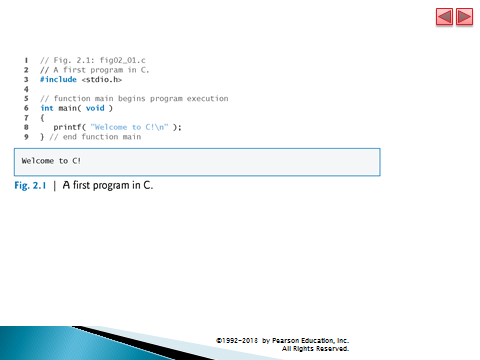 1 // Fig. 2.1: fig02_01.c
2 // A first program in C.
3 #include <stdio.h>
4
5 // function main begins program execution
6 int main( void )
7 {
8    printf( "Welcome to C!\n" );
9 } // end function main
Welcome to C!
Fig. 2.1 | A first program in C.
©1992-2013 by Pearson Education, Inc.
All Rights Reserved.